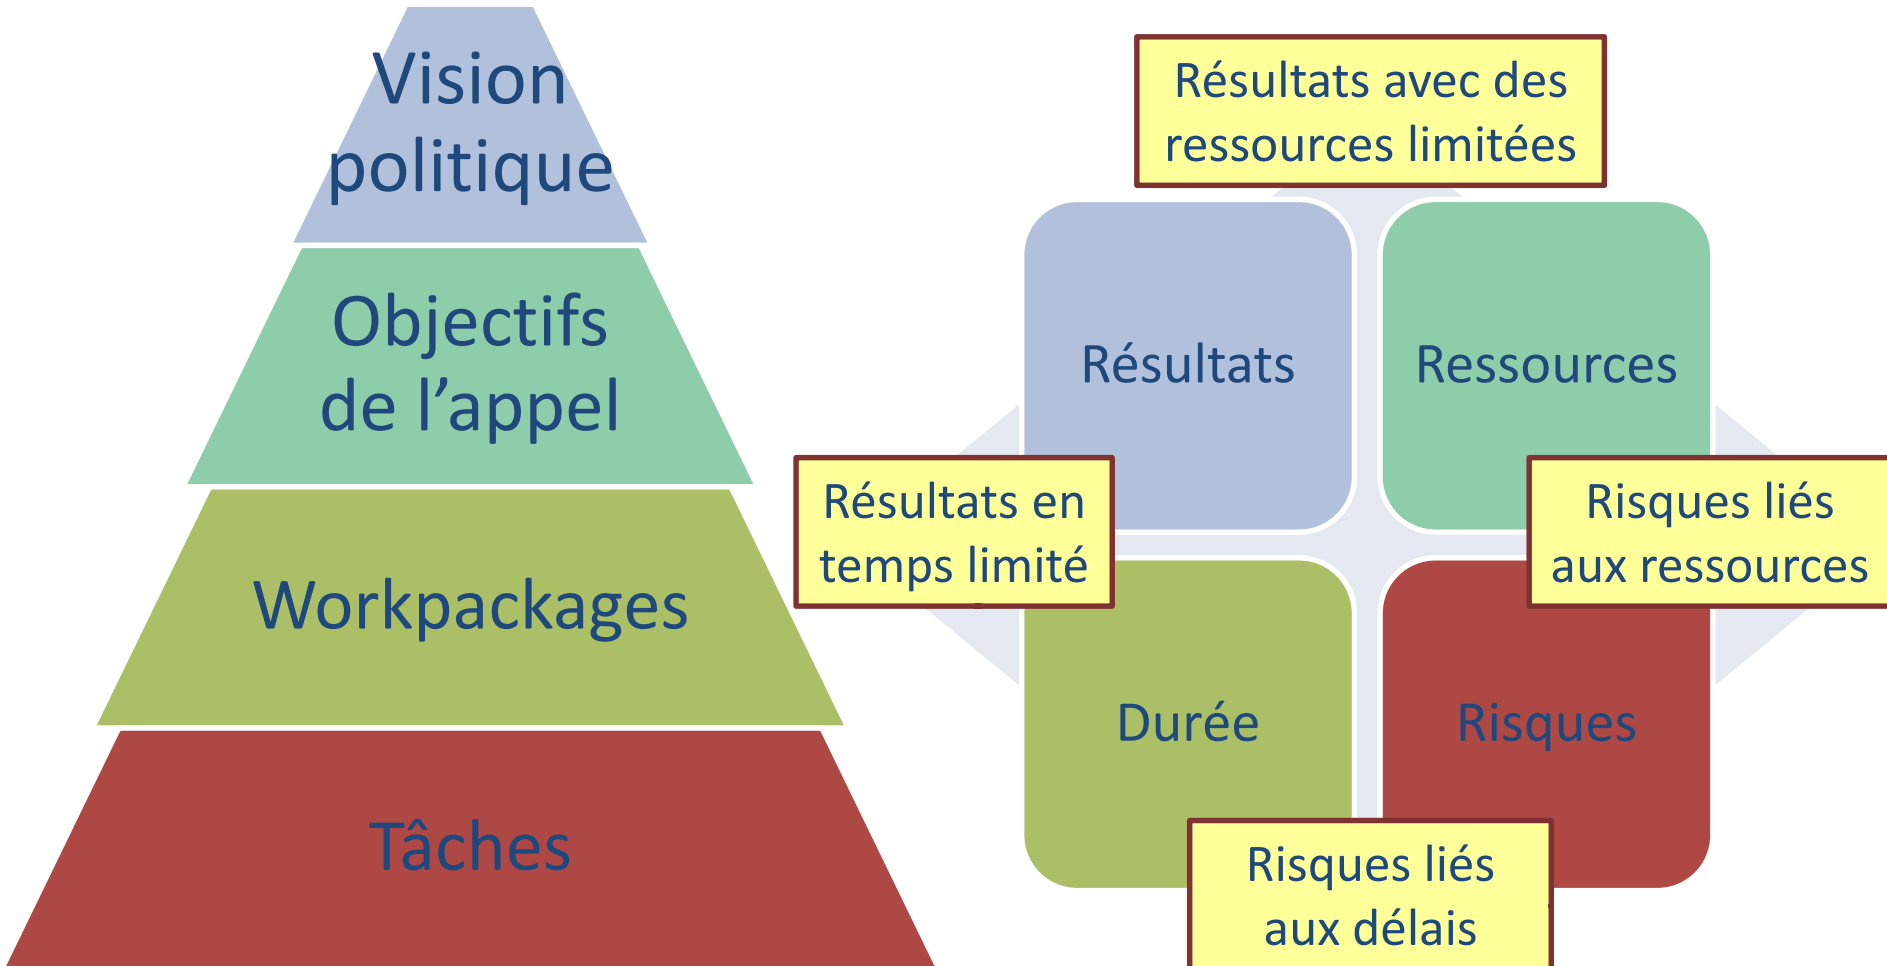 Vision
politique
Objectifs
de l’appel
Workpackages
Tâches
Résultats avec des
ressources limitées
Résultats
Ressources
Résultats en
temps limité
Risques liés
aux ressources
Durée
Risques
Risques liés
aux délais